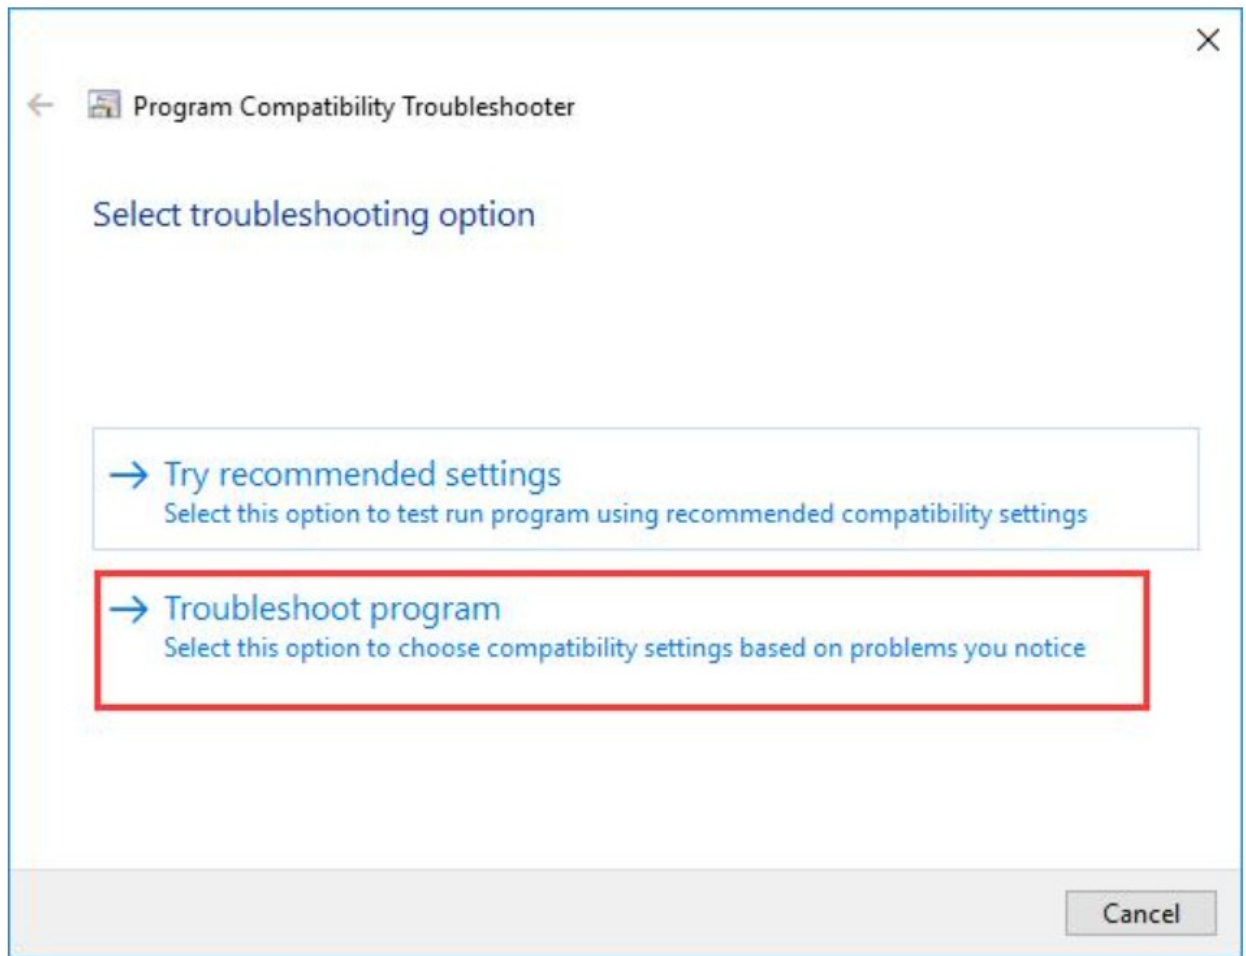 Program Compatibility Troubleshooter
Select troubleshooting option
Try recommended settings
Select this option to test run program using recommended compatibility settings
Troubleshoot program
Select this option to choose compatibility settings based on problems you notice
Cancel